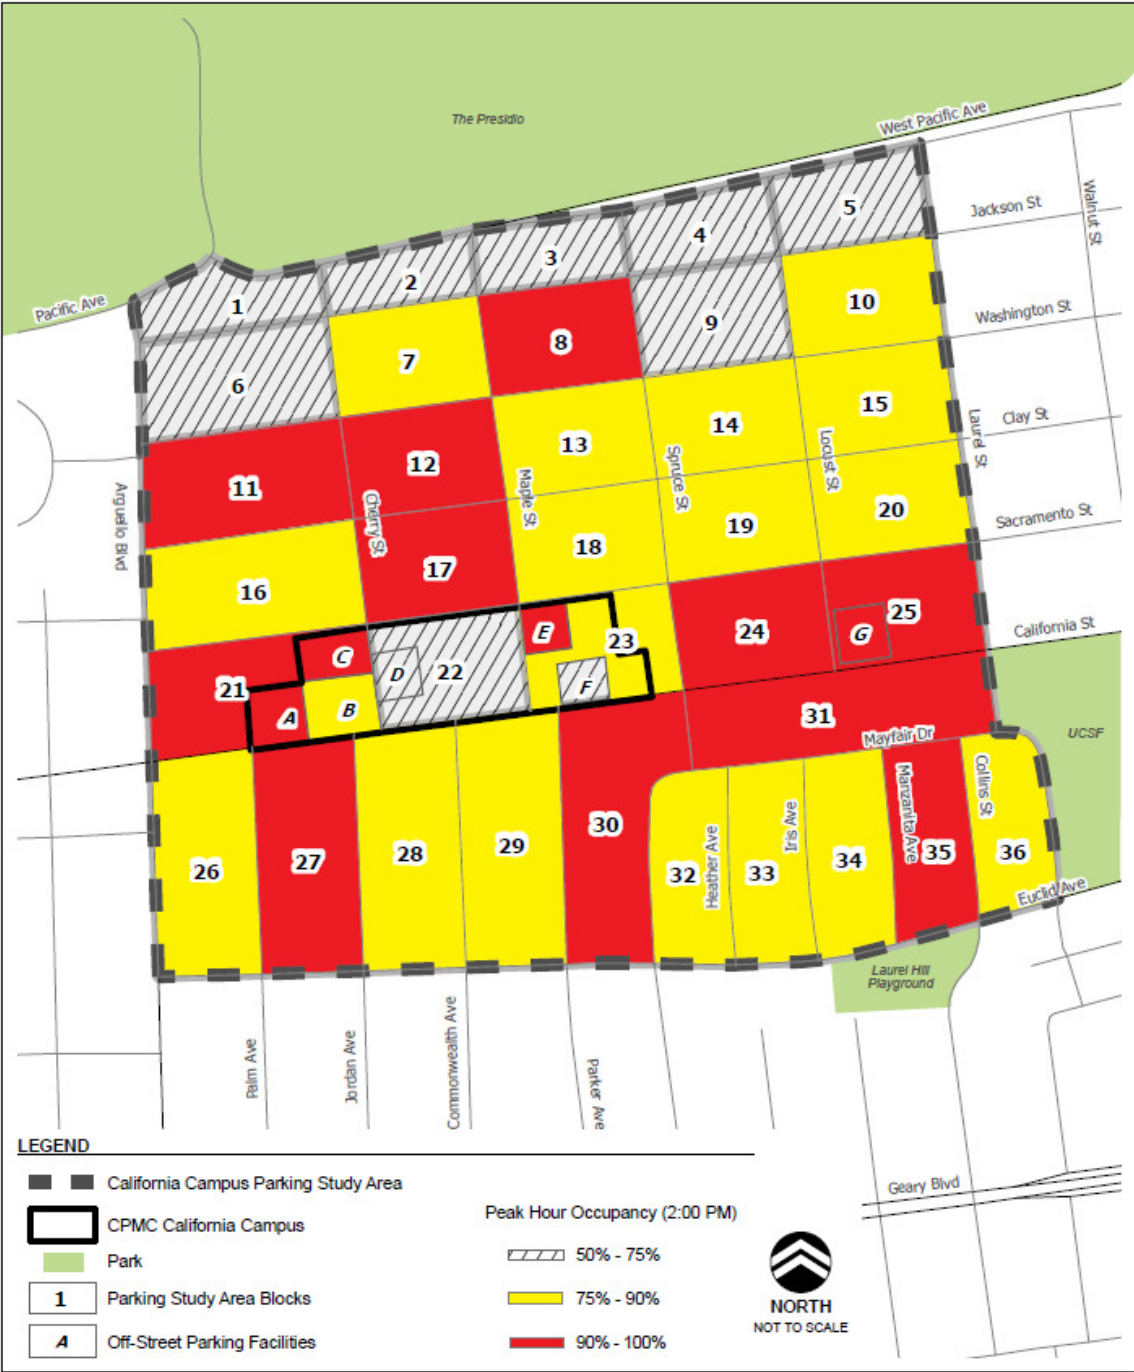 The Presidio
West Pacific Ave
Walnut St
Jackson St
5
4
3
2
1
Pacific Ave
10
Washington St
9
8
7
6
15
Clay St
Laurel St
14
Locust St
13
Spruce St
12
Maple St
11
Cherry St
Arguello Blvd
20
Sacramento St
19
18
17
16
25
G
California St
24
23
E
F
22
D
C
B
A
21
31
Mayfair Dr
UCSF
Collins St
Manzanita Ave
Iris Ave
Heather Ave
30
26
27
28
29
32
33
34
35
36
Euclid Ave
Laurel Hill
Playground
Palm Ave
Jordan Ave
Commonwealth Ave
Parker Ave
Geary Blvd
LEGEND
California Campus Parking Study Area
CPMC California Campus
Park
1 Parking Study Area Blocks
A Off-Street Parking Facilities
Peak Hour Occupancy (2:00 PM)
50% - 75%
75% - 90%
90% - 100%
NORTH
NOT TO SCALE